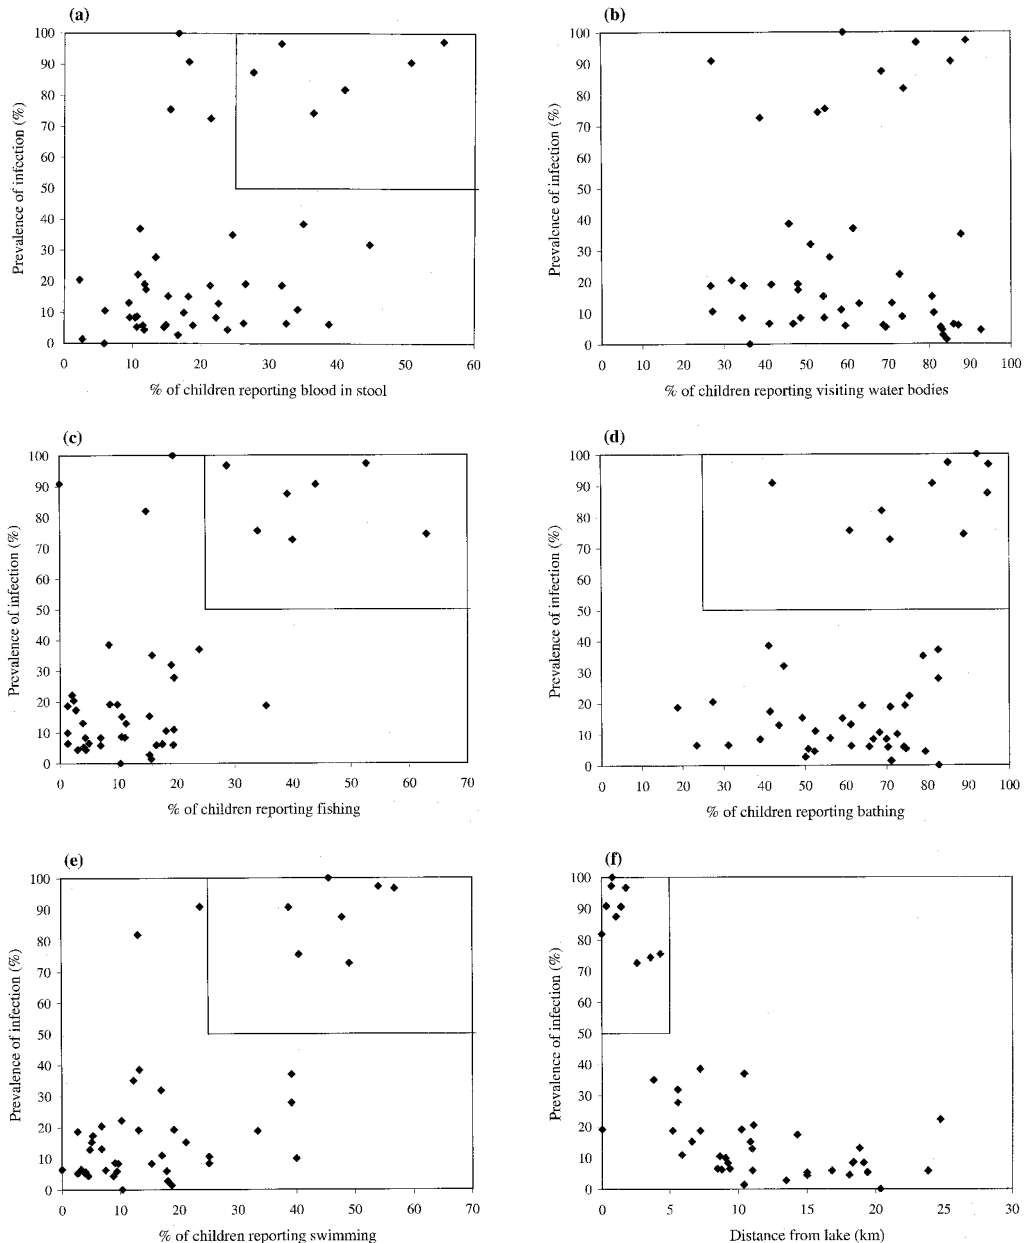 (a)
100
90
80
70
60
50
40
30
20
10
0
Prevalence of infection (%)
0 10 20 30 40 50 60
% of children reporting blood in stool
(b)
100
90
80
70
60
50
40
30
20
10
0
Prevalence of infection (%)
0 10 20 30 40 50 60 70 80 90 100
% of children reporting visiting water bodies
(c)
100
90
80
70
60
50
40
30
20
10
0
Prevalence of infection (%)
0 10 20 30 40 50 60 70
% of children reporting fishing
(d)
100
90
80
70
60
50
40
30
20
10
0
Prevalence of infection (%)
0 10 20 30 40 50 60 70 80 90 100
% of children reporting bathing
(e)
100
90
80
70
60
50
40
30
20
10
0
Prevalence of infection (%)
0 10 20 30 40 50 60 70
% of children reporting swimming
(f)
100
90
80
70
60
50
40
30
20
10
0
Prevalence of infection (%)
0 5 10 15 20 25 30
Distance from lake (km)